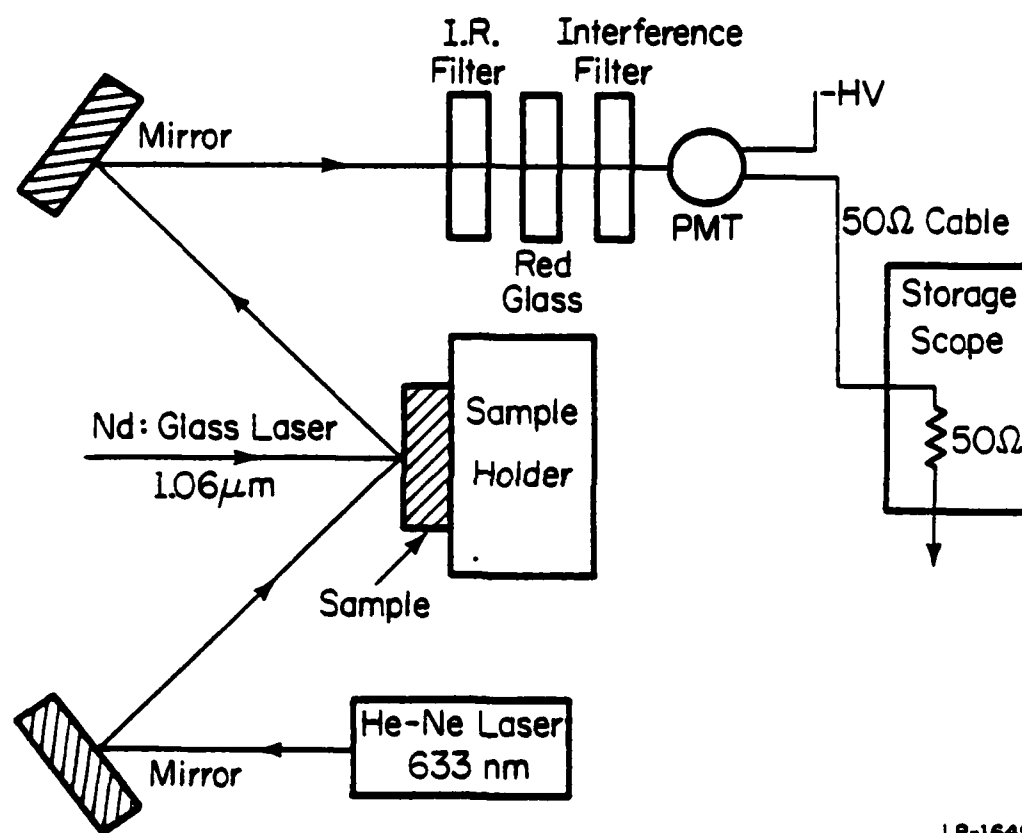 I.R.
Filter
Interference
Filter
-HV
Mirror
PMT
50Ω Cable
Red
Glass
Storage
Scope
Nd: Glass Laser
1.06μm
Sample
Holder
50Ω
Sample
He-Ne Laser
633 nm
Mirror